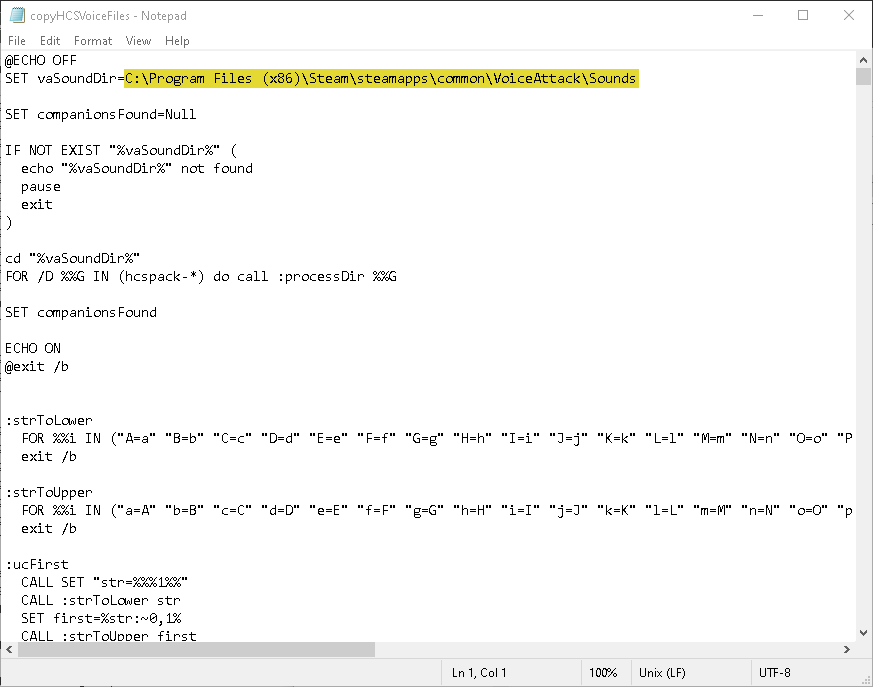 copyHCSVoiceFiles - Notepad
File Edit Format View Help
@ECHO OFF
SET vaSoundDir=C:\Program Files (x86)\Steam\steamapps\common\VoiceAttack\Sounds
SET companionsFound=Null
IF NOT EXIST "%vaSoundDir%" (
echo "%vaSoundDir%" not found
pause
exit
)
cd "%vaSoundDir%"
FOR /D %%G IN (hcspack-*) do call :processDir %%G
SET companionsFound
ECHO ON
@exit /b
:strToLower
FOR %%i IN ("A=a" "B=b" "C=c" "D=d" "E=e" "F=f" "G=g" "H=h" "I=i" "J=j" "K=k" "L=l" "M=m" "N=n" "O=o" "P
exit /b
:strToUpper
FOR %%i IN ("a=A" "b=B" "c=C" "d=D" "e=E" "f=F" "g=G" "h=H" "i=I" "j=J" "k=K" "l=L" "m=M" "n=N" "o=O" "p
exit /b
:ucFirst
CALL SET "str=%%%1%%"
CALL :strToLower str
SET first=%str:~0,1%
CALL :strToUpper first
Ln 1, Col 1 100% Unix (LF) UTF-8